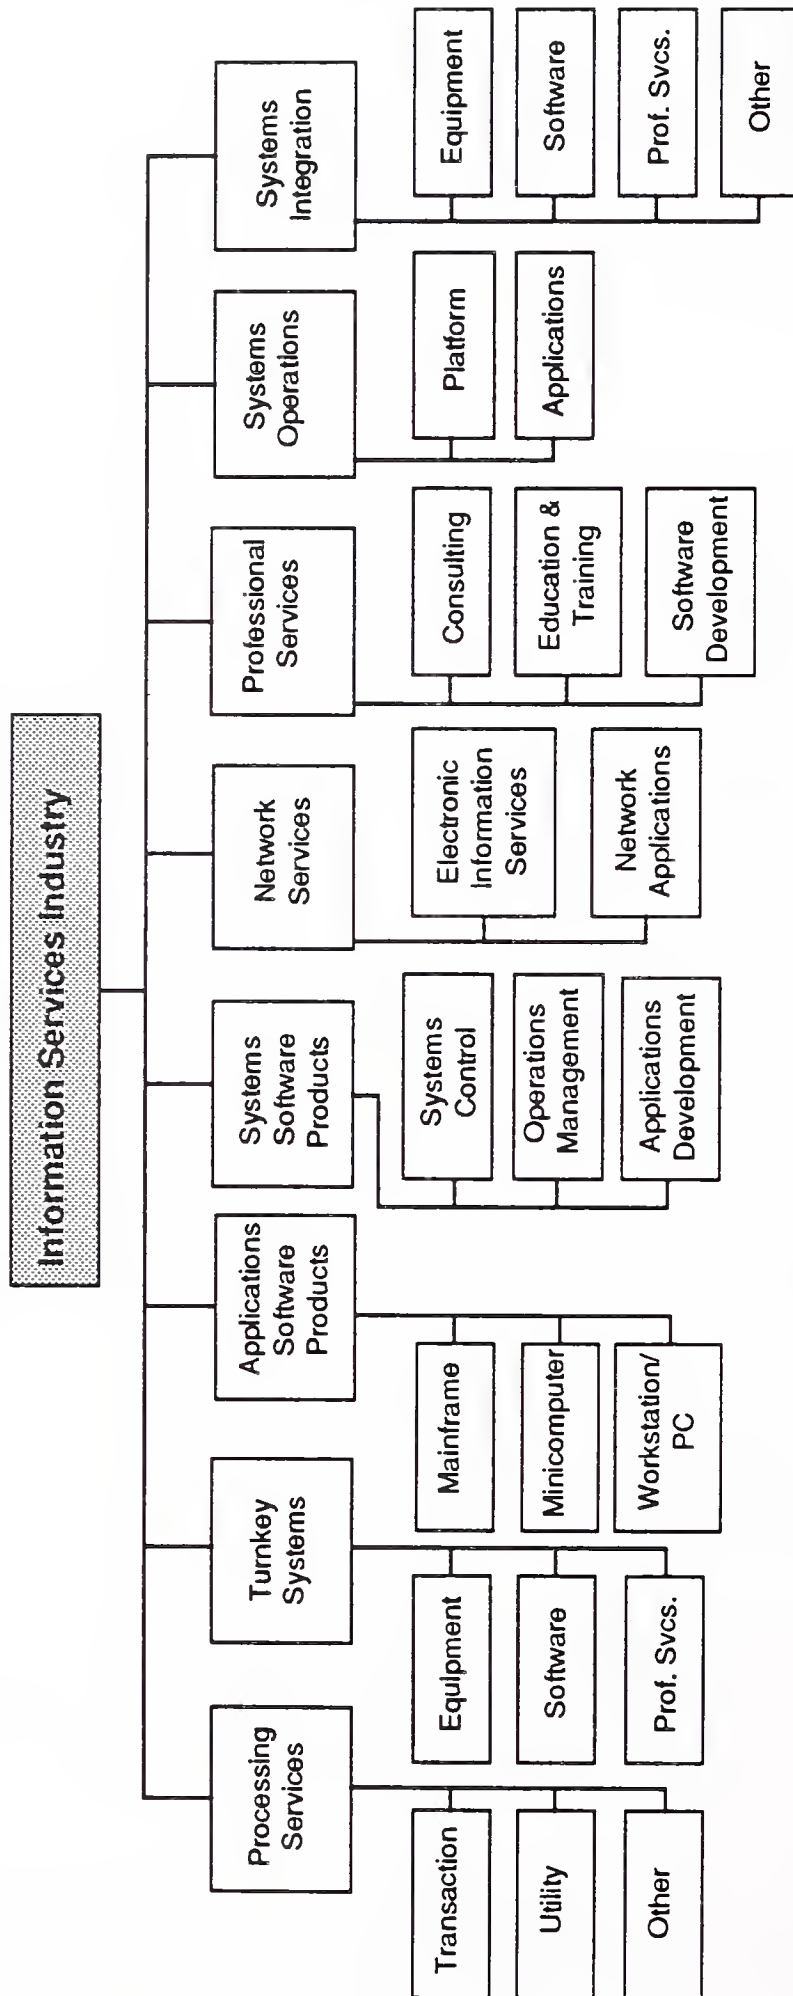 Information Services Industry
Processing
Services
Transaction
Utility
Other
Turnkey
Systems
Equipment
Software
Prof. Svcs.
Applications
Software
Products
Mainframe
Minicomputer
Workstation/
PC
Systems
Software
Products
Systems
Control
Operations
Management
Applications
Development
Network
Services
Electronic
Information
Services
Network
Applications
Professional
Services
Consulting
Education &
Training
Software
Development
Systems
Operations
Platform
Applications
Systems
Integration
Equipment
Software
Prof. Svcs.
Other